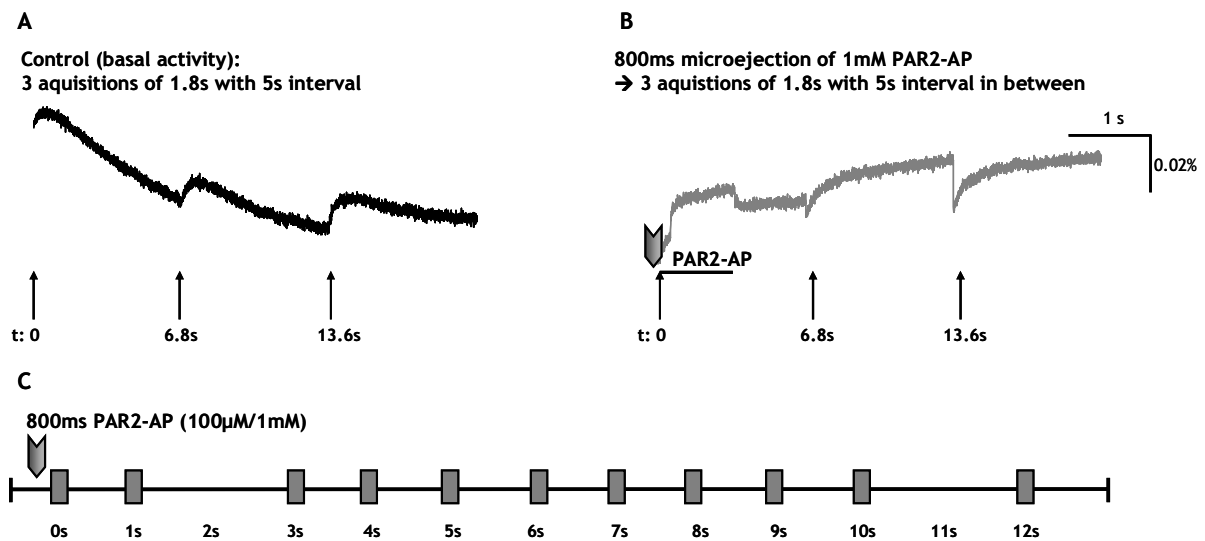 A
Control (basal activity):
3 aquisitions of 1.8s with 5s interval
t: 0
6.8s
13.6s
B
800ms microejection of 1mM PAR2-AP
➔ 3 aquistions of 1.8s with 5s interval in between
1 s
0.02%
PAR2-AP
t: 0
6.8s
13.6s
C
800ms PAR2-AP (100µM/1mM)
0s 1s 2s 3s 4s 5s 6s 7s 8s 9s 10s 11s 12s